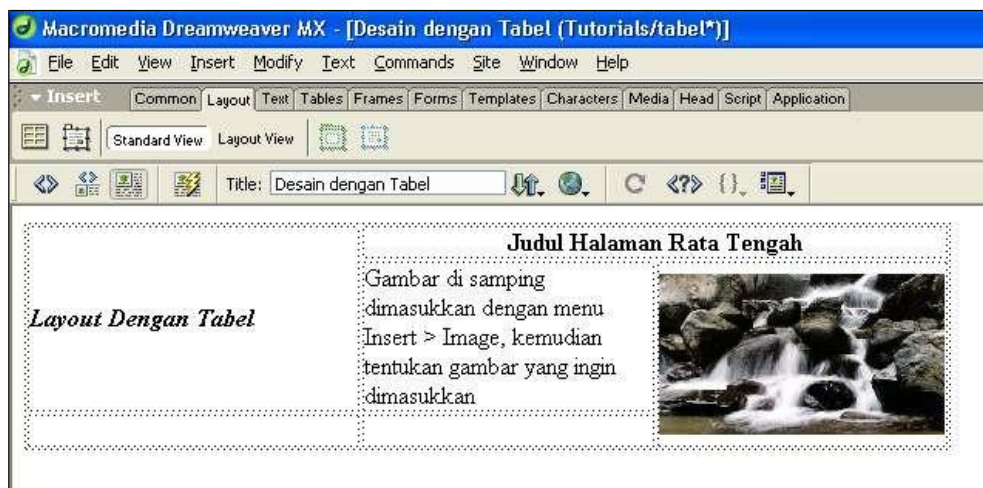 Macromedia Dreamweaver MX - [Desain dengan Tabel (Tutorials/tabel*)]
File Edit View Insert Modify Text Commands Site Window Help
Insert Common Layout Text Tables Frames Forms Templates Characters Media Head Script Application
Standard View Layout View
Title: Desain dengan Tabel
Judul Halaman Rata Tengah
Layout Dengan Tabel
Gambar di samping
dimasukkan dengan menu
Insert > Image, kemudian
tentukan gambar yang ingin
dimasukkan